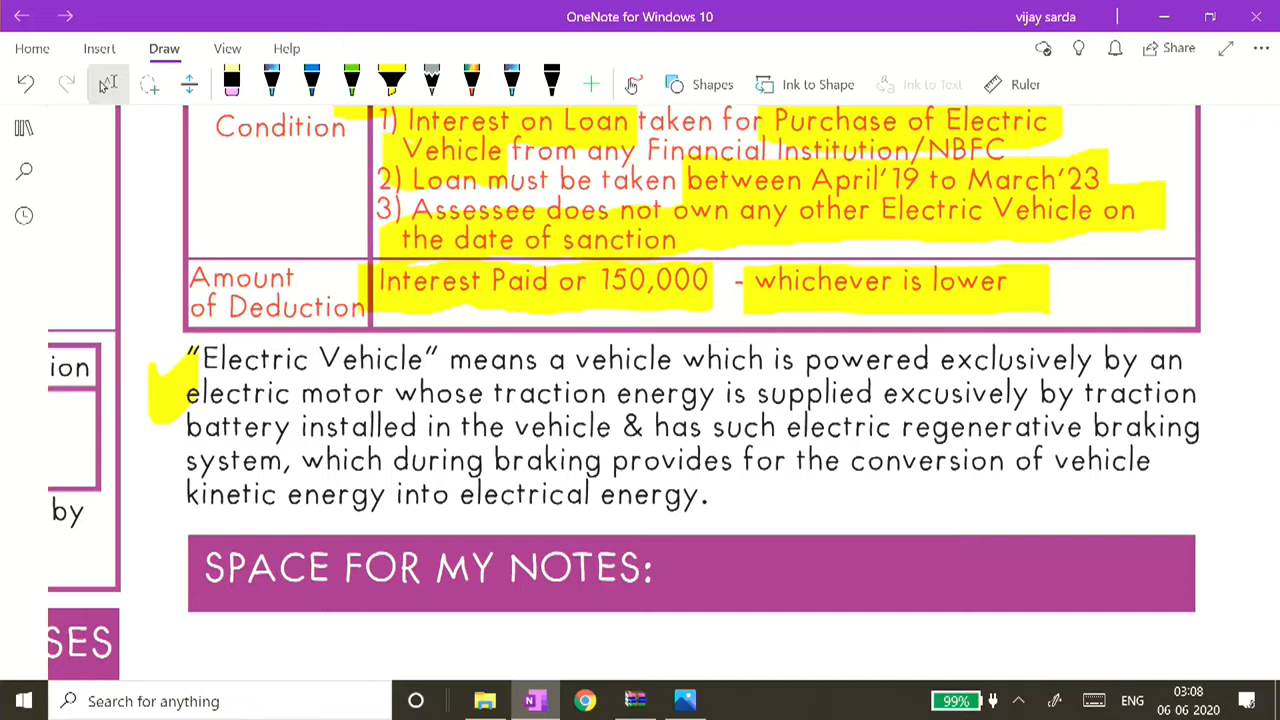 OneNote for Windows 10
vijay sarda
Home Insert Draw View Help
Share
Shapes
Ink to Shape
Ink to Text
Ruler
Condition
1) Interest on Loan taken for Purchase of Electric
Vehicle from any Financial Institution/NBFC
2) Loan must be taken between April'19 to March'23
3) Assessee does not own any other Electric Vehicle on
the date of sanction
Amount
of Deduction
Interest Paid or 150,000 - whichever is lower
ion
by
SES
"Electric Vehicle" means a vehicle which is powered exclusively by an
electric motor whose traction energy is supplied excusively by traction
battery installed in the vehicle & has such electric regenerative braking
system, which during braking provides for the conversion of vehicle
kinetic energy into electrical energy.
SPACE FOR MY NOTES:
Search for anything
99%
ENG
03:08
06-06-2020